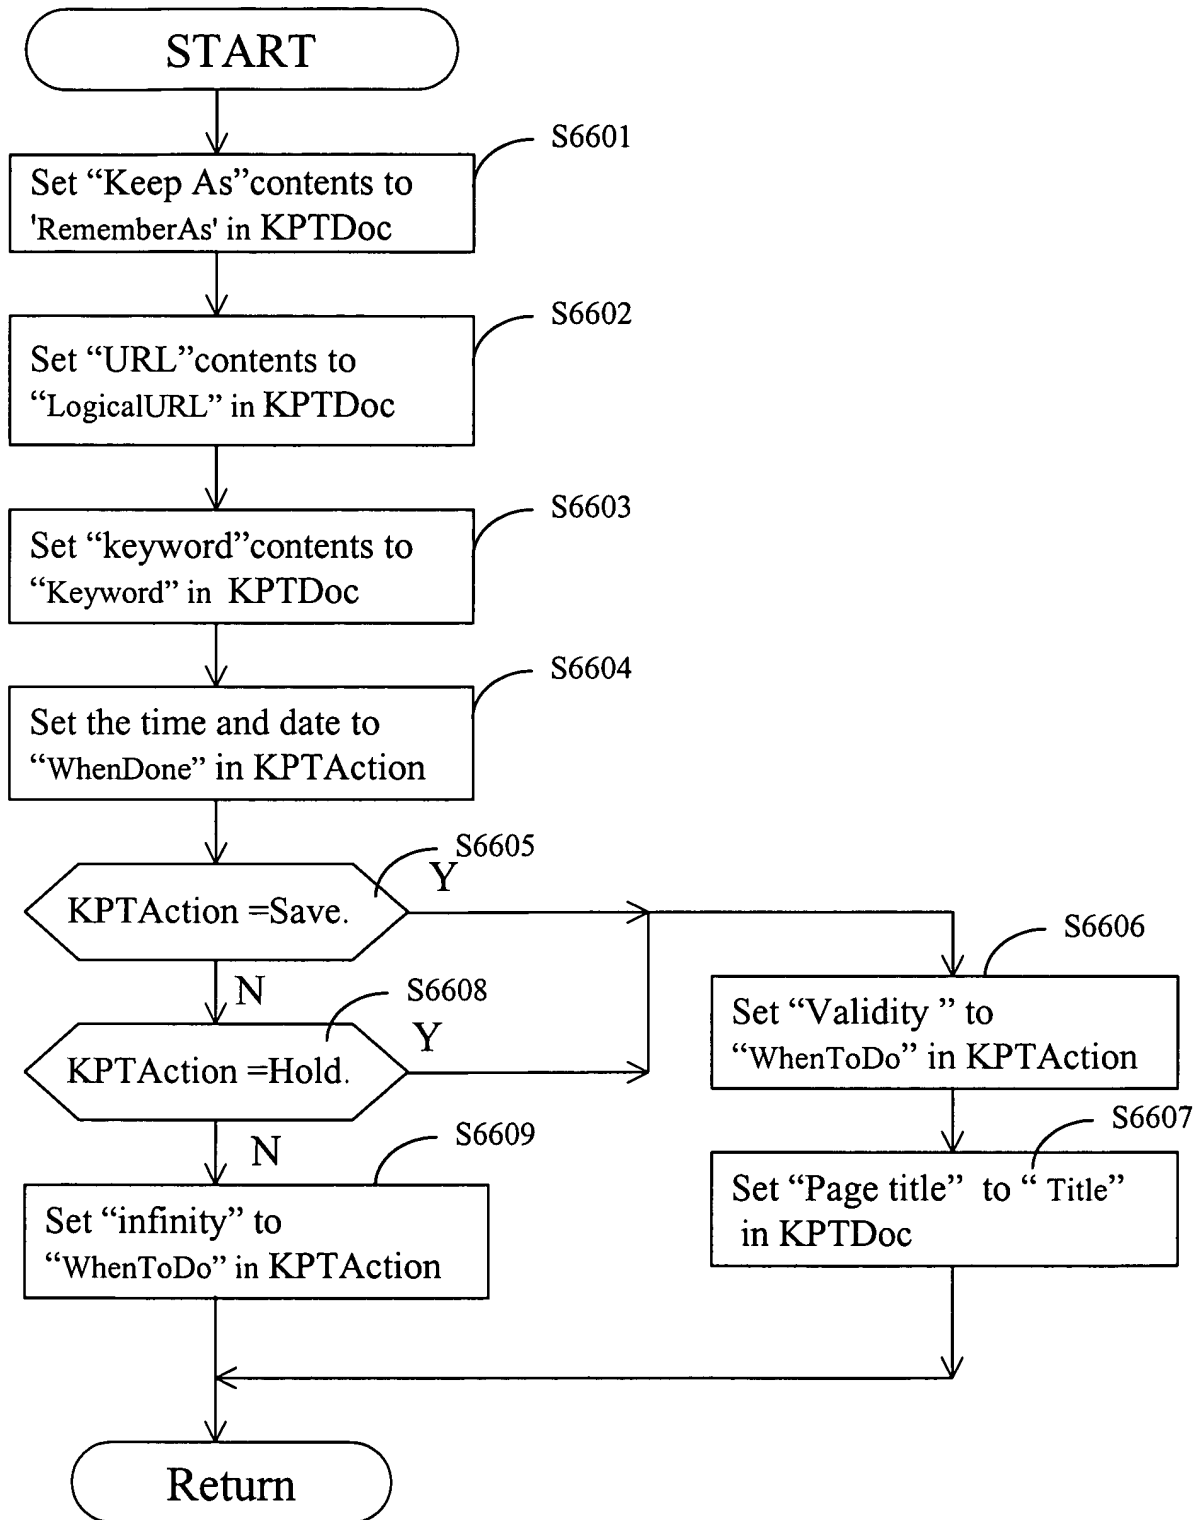 START
S6601
Set “Keep As”contents to
'RememberAs' in KPTDoc
S6602
Set “URL”contents to
“LogicalURL” in KPTDoc
S6603
Set “keyword”contents to
“Keyword” in KPTDoc
S6604
Set the time and date to
“WhenDone” in KPTAction
S6605
Y
KPTAction =Save.
N
S6606
Set “Validity ” to
“WhenToDo” in KPTAction
S6608
Y
KPTAction =Hold.
N
S6607
Set “Page title” to “ Title”
in KPTDoc
S6609
Set “infinity” to
“WhenToDo” in KPTAction
Return